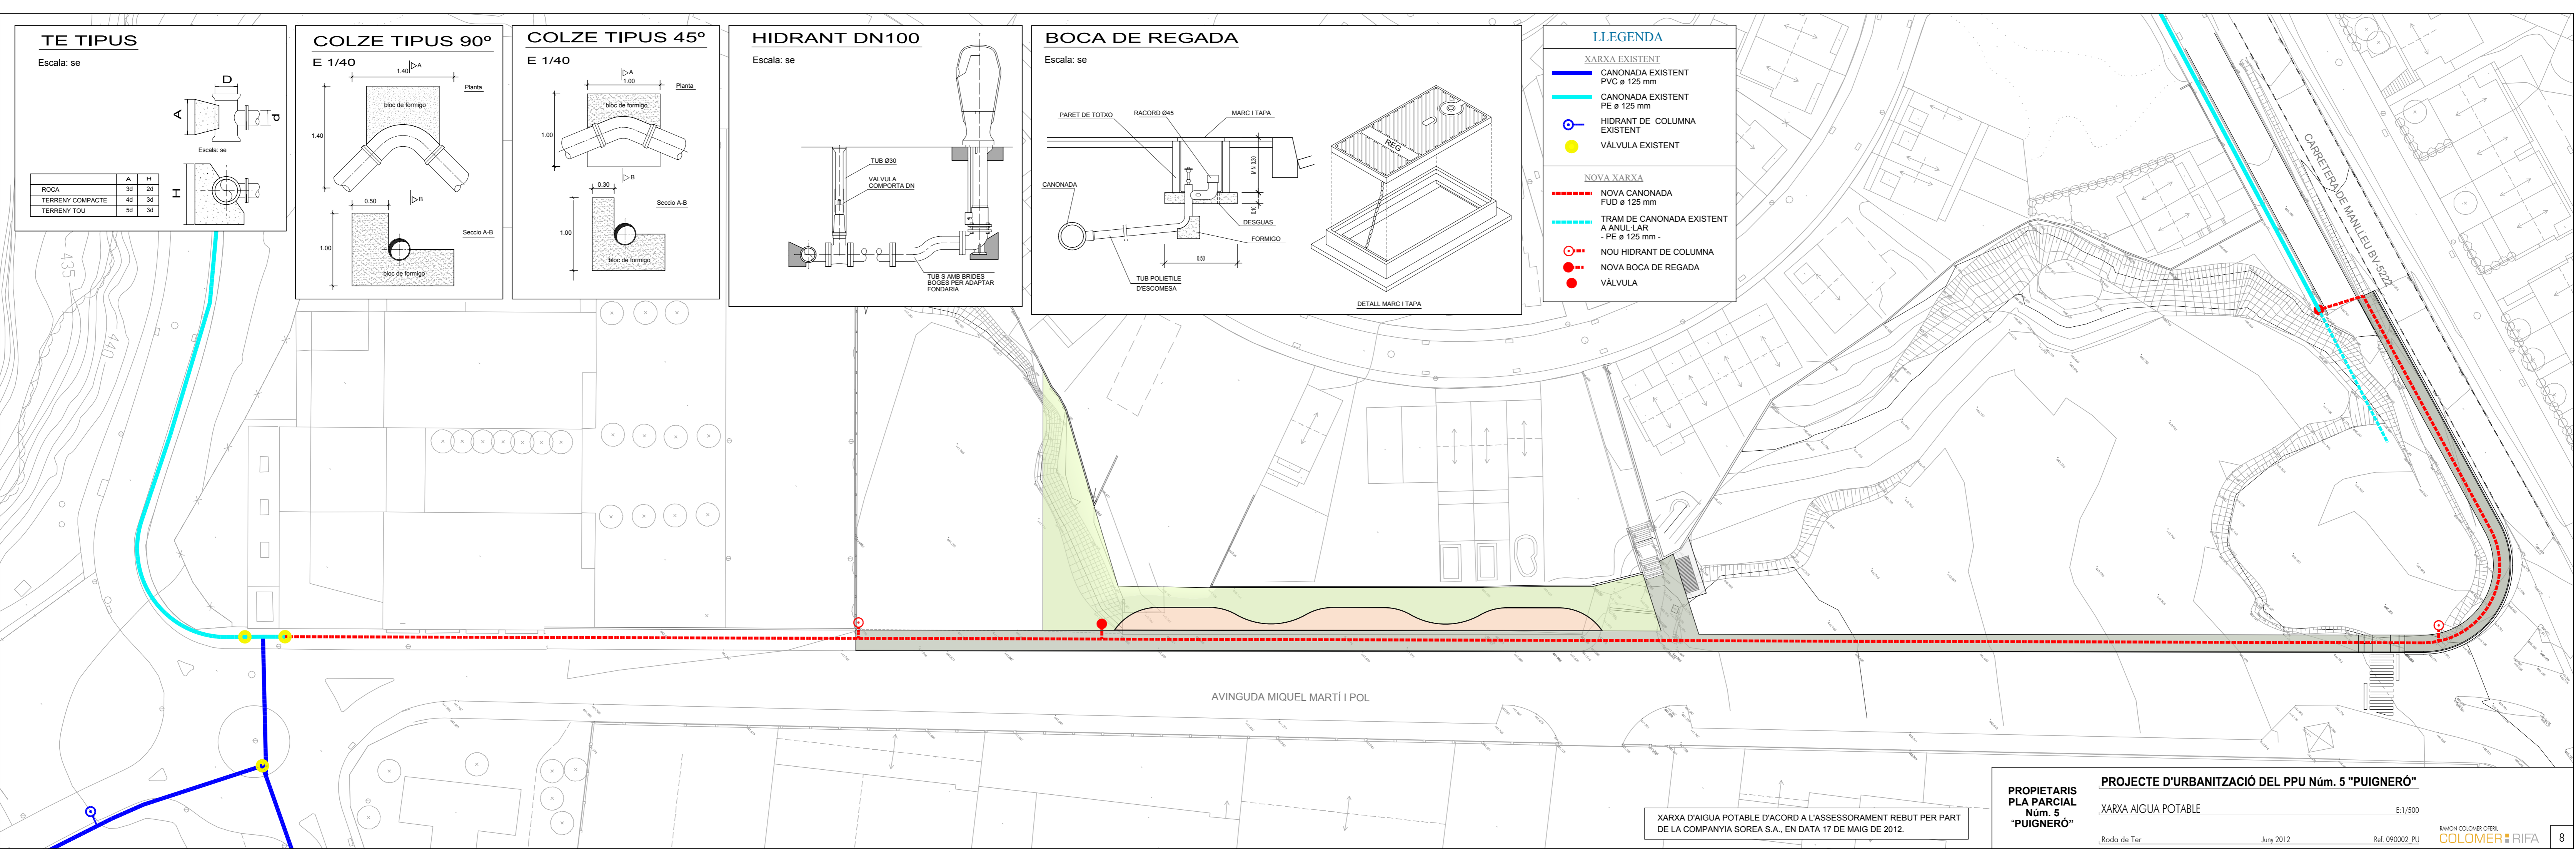 TE TIPUS
Escala: se
D
A
d
Escala: se
H
A H
ROCA 3d 2d
TERRENY COMPACTE 4d 3d
TERRENY TOU 5d 3d
COLZE TIPUS 90º
E 1/40
A
1.40
Planta
bloc de formigo
1.40
B
0.50
Seccio A-B
1.00
bloc de formigo
COLZE TIPUS 45º
E 1/40
A
1.00
Planta
bloc de formigo
1.00
B
0.30
Seccio A-B
1.00
bloc de formigo
HIDRANT DN100
Escala: se
TUB Ø30
VALVULA
COMPORTA DN
TUB S AMB BRIDES
BOGES PER ADAPTAR
FONDARIA
BOCA DE REGADA
Escala: se
PARET DE TOTXO
RACORD Ø45
MARC I TAPA
REG
MIN. 0.30
CANONADA
0.10
DESGUAS
FORMIGO
0.50
TUB POLIETILE
D'ESCOMESA
DETALL MARC I TAPA
LLEGENDA
XARXA EXISTENT
CANONADA EXISTENT
PVC ø 125 mm
CANONADA EXISTENT
PE ø 125 mm
HIDRANT DE COLUMNA
EXISTENT
VÀLVULA EXISTENT
NOVA XARXA
NOVA CANONADA
FUD ø 125 mm
TRAM DE CANONADA EXISTENT
A ANUL·LAR
- PE ø 125 mm -
NOU HIDRANT DE COLUMNA
NOVA BOCA DE REGADA
VÀLVULA
CARRETERA DE MANLLEU BV-5222
435
440
AVINGUDA MIQUEL MARTÍ I POL
XARXA D'AIGUA POTABLE D'ACORD A L'ASSESSORAMENT REBUT PER PART
DE LA COMPANYIA SOREA S.A., EN DATA 17 DE MAIG DE 2012.
PROPIETARIS
PLA PARCIAL
Núm. 5
"PUIGNERÓ"
PROJECTE D'URBANITZACIÓ DEL PPU Núm. 5 "PUIGNERÓ"
XARXA AIGUA POTABLE E:1/500
Roda de Ter Juny 2012 Ref. 090002_PU
RAMON COLOMER OFERIL
COLOMER RIFA
8